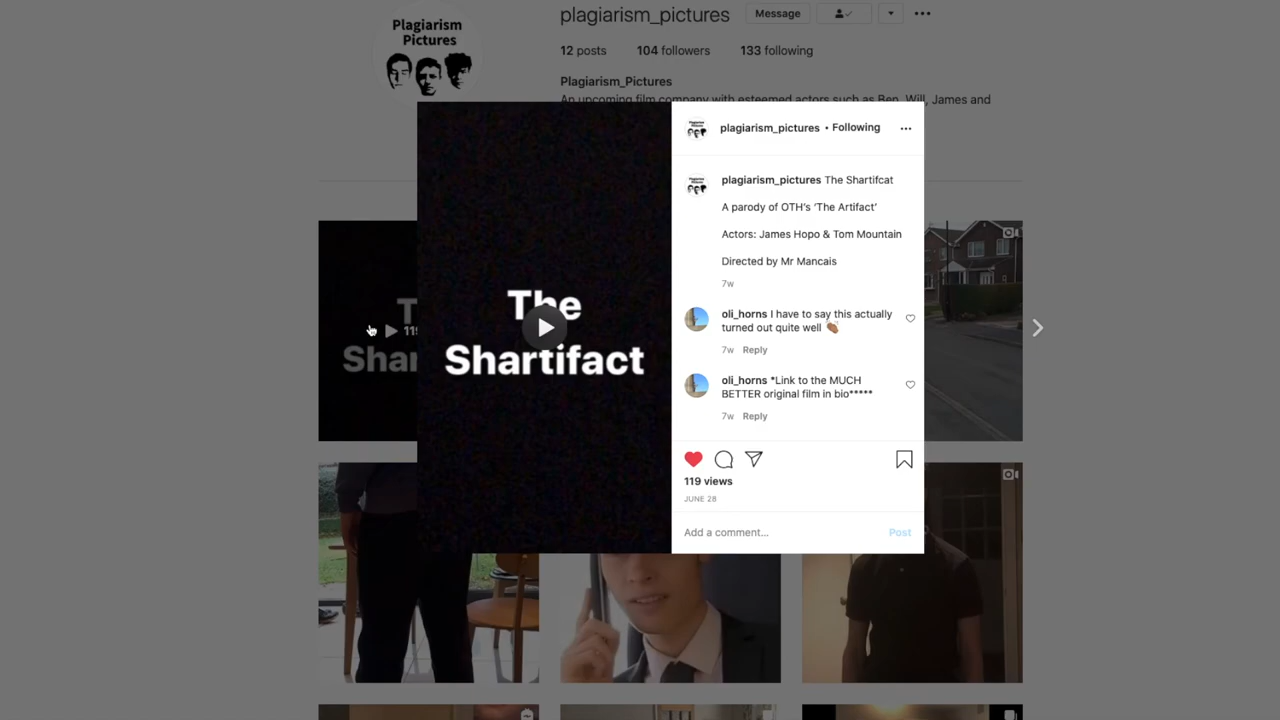 Plagiarism
Pictures
plagiarism_pictures
Message
12 posts 104 followers 133 following
Plagiarism_Pictures
An upcoming film company with esteemed actors such as Ben, Will, James and
The
Shartifact
plagiarism_pictures • Following
plagiarism_pictures The Shartifcat
A parody of OTH's ‘The Artifact’
Actors: James Hopo & Tom Mountain
Directed by Mr Mancais
7w
oli_horns I have to say this actually
turned out quite well 👏🏾
7w Reply
oli_horns *Link to the MUCH
BETTER original film in bio*****
7w Reply
119 views
JUNE 28
Add a comment... Post
T
119
Shar